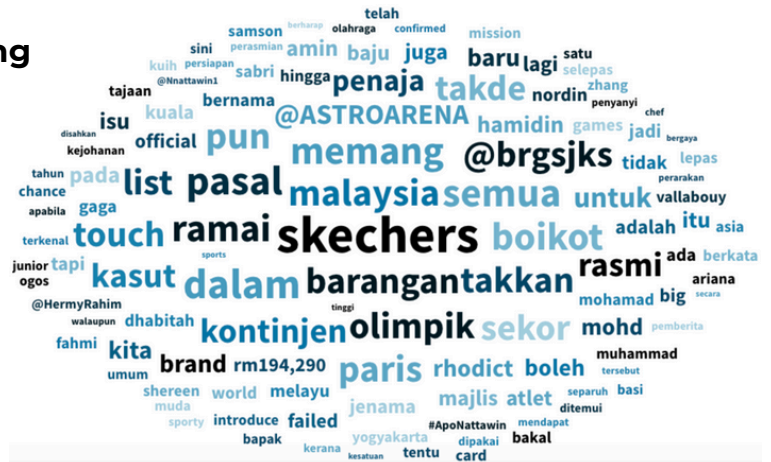 ng
telah
samson berharap olahraga confirmed mission
sini perasmian amin baju juga baru lagi satu
kuih persiapan sabri hingga penaja takde selepas
@Nnattawin1 nordin zhang
tajaan bernama penyanyi
isu kuala @ASTROARENA hamidin games jadi chef
disahkan official pun bergaya
kejohanan memang @brgsjks tidak lepas
tahun pada list pasal malaysia semua untuk perarakan
chance vallabouy
apabila gaga touch ramai skechers boikot adalah itu asia
terkenal sports
junior tapi kasut dalam barangan takkan rasmi ada berkata
ogos ariana
@HermyRahim tinggi mohamad big secara
walaupun dhabitah kontinjen olimpik sekor mohd pemberita
fahmi kita muhammad
umum brand rm194,290 paris rhodict boleh tersebut
shereen world melayu majlis atlet separuh basi
muda jenama ditemui
sporty introduce failed #ApoNattawin mendapat
bapak yogyakarta dipakai bakal
kerana kesatuan tentu card